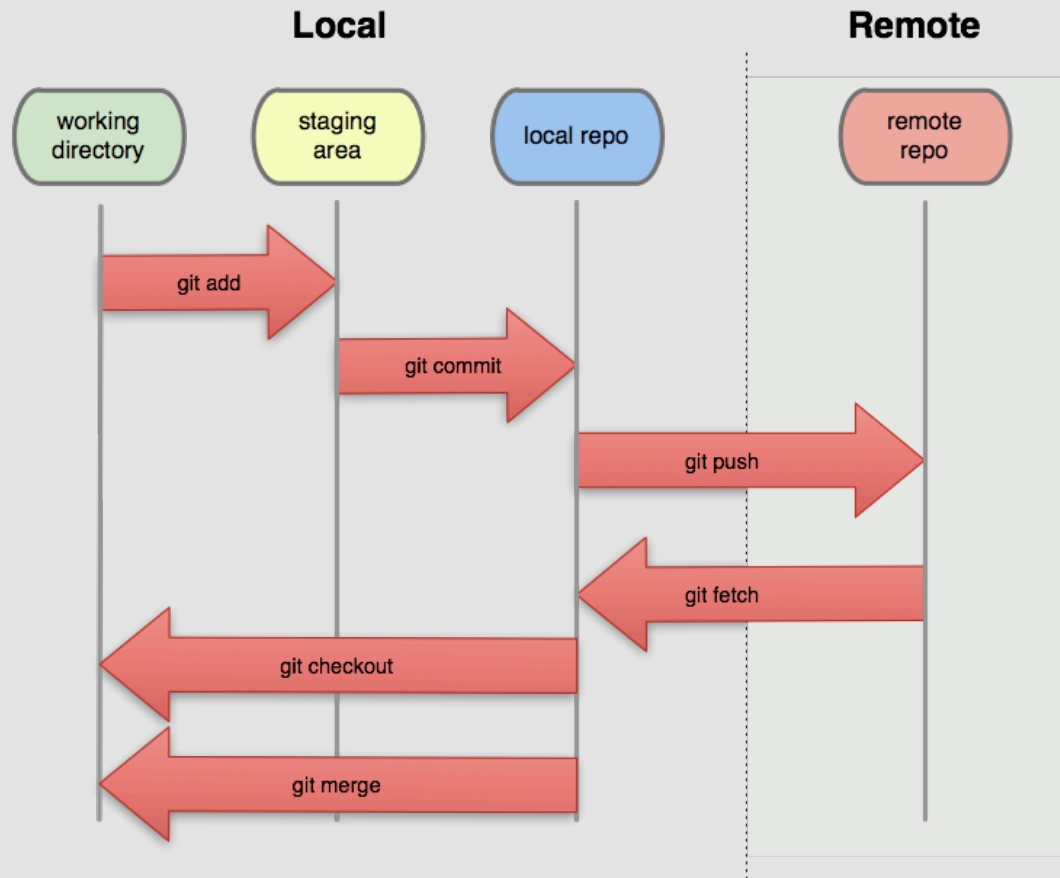 Local
Remote
working
directory
staging
area
local repo
remote
repo
git add
git commit
git push
git fetch
git checkout
git merge